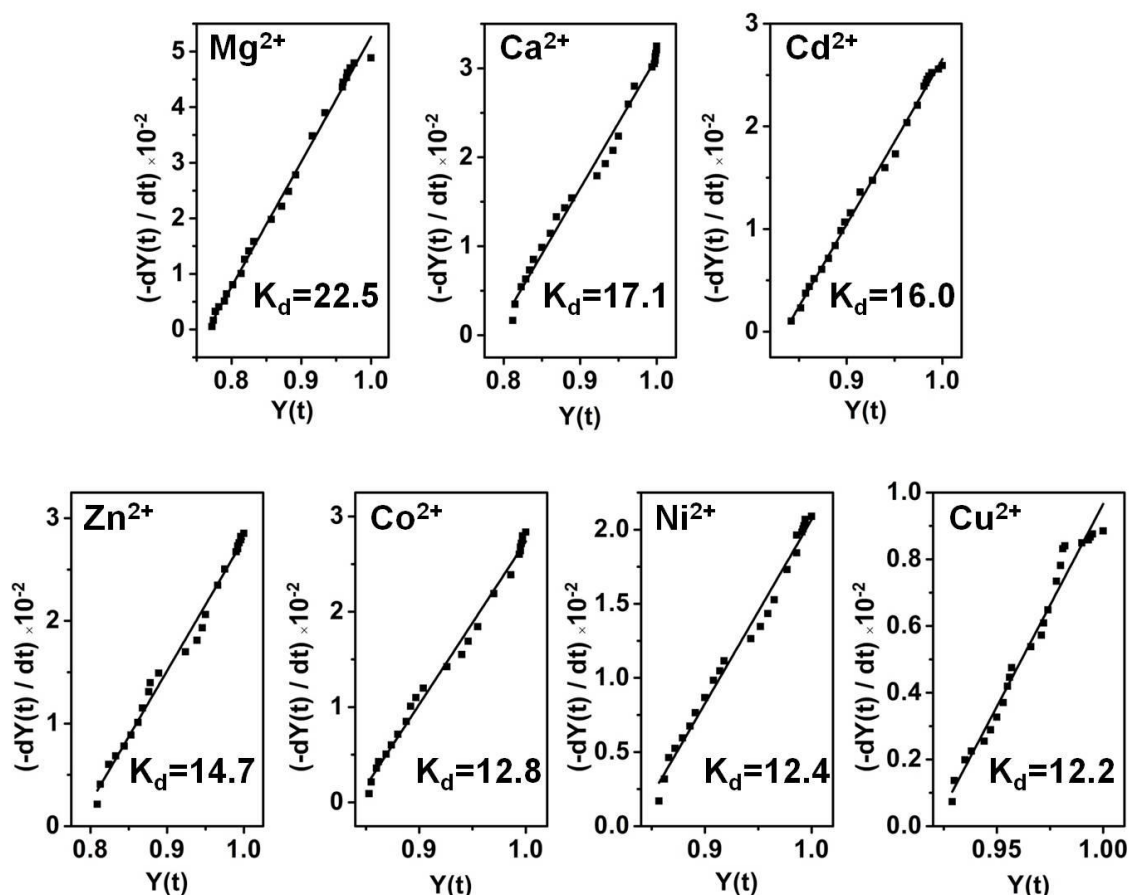 Mg²⁺
(-dY(t) / dt) ×10⁻²
5
4
3
2
1
0
K_d=22.5
0.8
0.9
1.0
Y(t)
Ca²⁺
(-dY(t) / dt) ×10⁻²
3
2
1
0
K_d=17.1
0.8
0.9
1.0
Y(t)
Cd²⁺
(-dY(t) / dt) ×10⁻²
3
2
1
0
K_d=16.0
0.9
1.0
Y(t)
Zn²⁺
(-dY(t) / dt) ×10⁻²
3
2
1
0
K_d=14.7
0.8
0.9
1.0
Y(t)
Co²⁺
(-dY(t) / dt) ×10⁻²
3
2
1
0
K_d=12.8
0.9
1.0
Y(t)
Ni²⁺
(-dY(t) / dt) ×10⁻²
2.0
1.5
1.0
0.5
0.0
K_d=12.4
0.9
1.0
Y(t)
Cu²⁺
(-dY(t) / dt) ×10⁻²
1.0
0.8
0.6
0.4
0.2
0.0
K_d=12.2
0.95
1.00
Y(t)